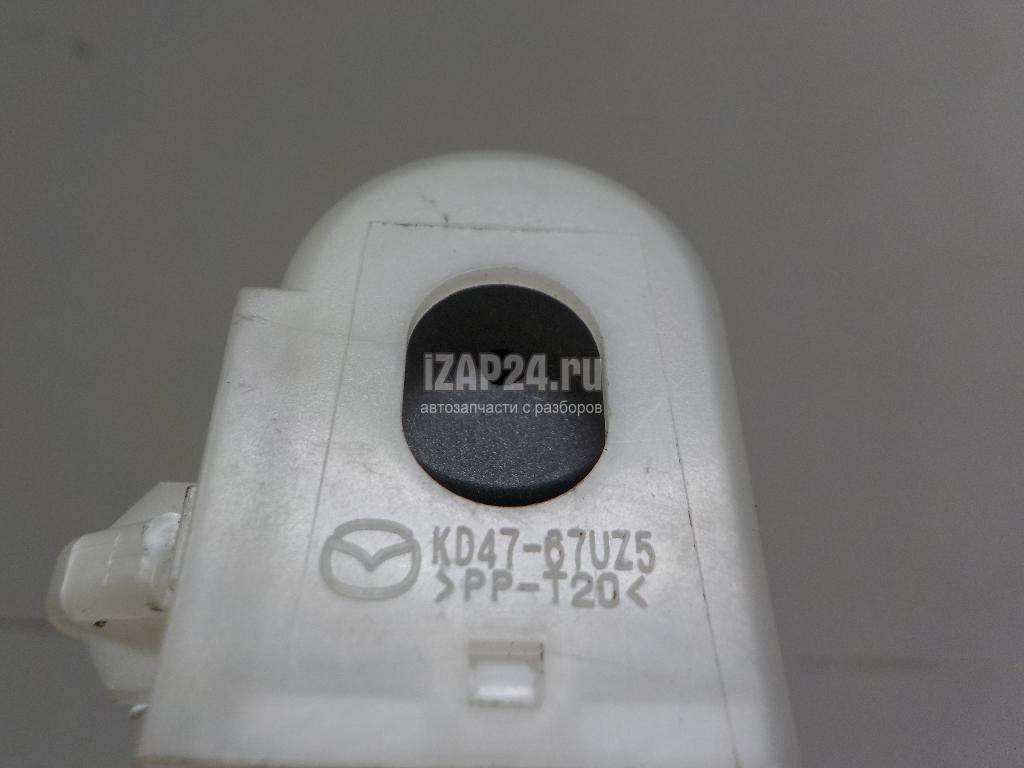 iZAP24.ru
автозапчасти с разборов
KD47-67UZ5
>PP-T20<